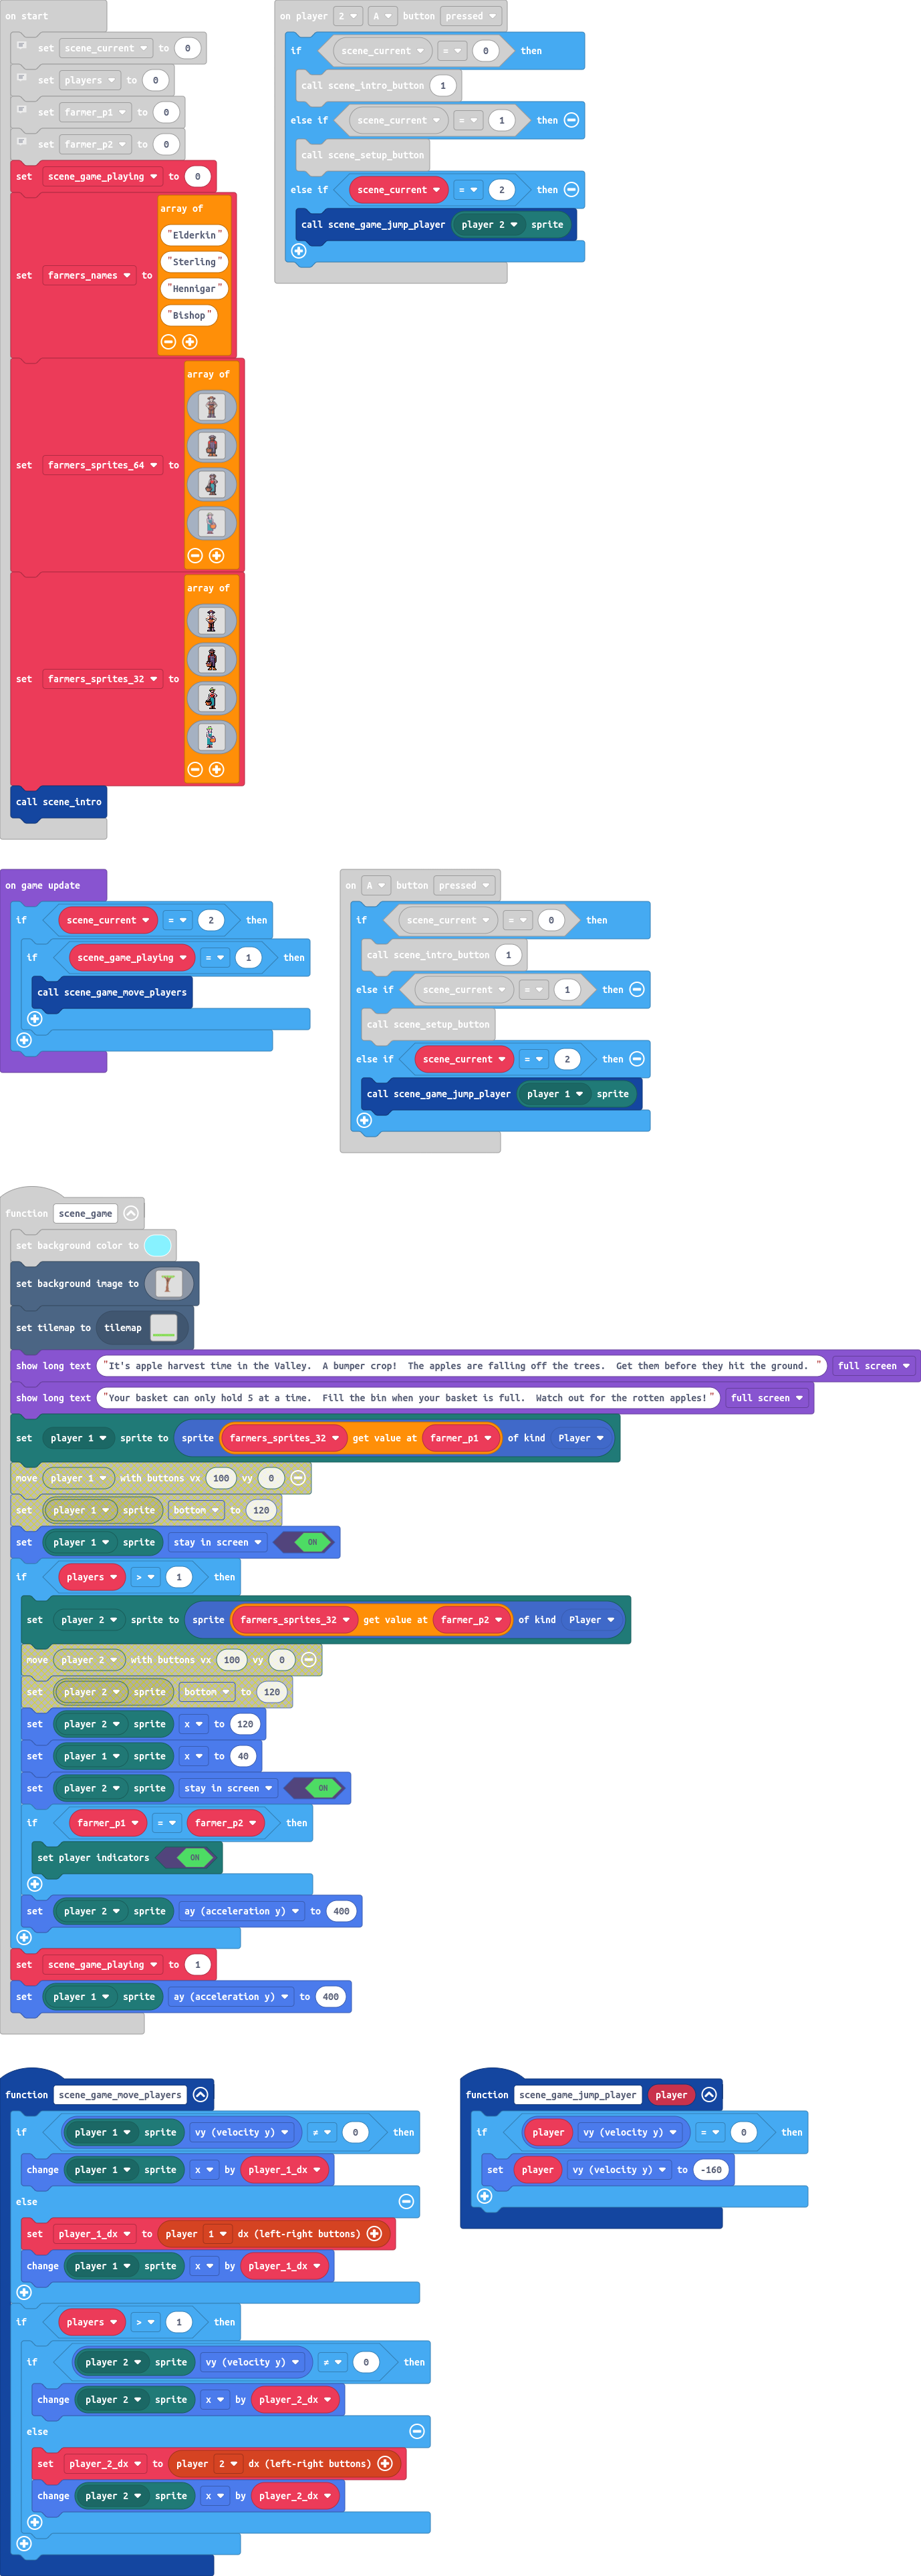 on start
set scene_current to 0
set players to 0
set farmer_p1 to 0
set farmer_p2 to 0
set scene_game_playing to 0
set farmers_names to array of
"Elderkin"
"Sterling"
"Hennigar"
"Bishop"
set farmers_sprites_64 to array of
set farmers_sprites_32 to array of
call scene_intro
on player 2 A button pressed
if scene_current = 0 then
call scene_intro_button 1
else if scene_current = 1 then
call scene_setup_button
else if scene_current = 2 then
call scene_game_jump_player player 2 sprite
on game update
if scene_current = 2 then
if scene_game_playing = 1 then
call scene_game_move_players
on A button pressed
if scene_current = 0 then
call scene_intro_button 1
else if scene_current = 1 then
call scene_setup_button
else if scene_current = 2 then
call scene_game_jump_player player 1 sprite
function scene_game
set background color to
set background image to
set tilemap to tilemap
show long text "It's apple harvest time in the Valley. A bumper crop! The apples are falling off the trees. Get them before they hit the ground. " full screen
show long text "Your basket can only hold 5 at a time. Fill the bin when your basket is full. Watch out for the rotten apples!" full screen
set player 1 sprite to sprite farmers_sprites_32 get value at farmer_p1 of kind Player
move player 1 with buttons vx 100 vy 0
set player 1 sprite bottom to 120
set player 1 sprite stay in screen ON
if players > 1 then
set player 2 sprite to sprite farmers_sprites_32 get value at farmer_p2 of kind Player
move player 2 with buttons vx 100 vy 0
set player 2 sprite bottom to 120
set player 2 sprite x to 120
set player 1 sprite x to 40
set player 2 sprite stay in screen ON
if farmer_p1 = farmer_p2 then
set player indicators ON
set player 2 sprite ay (acceleration y) to 400
set scene_game_playing to 1
set player 1 sprite ay (acceleration y) to 400
function scene_game_move_players
if player 1 sprite vy (velocity y) ≠ 0 then
change player 1 sprite x by player_1_dx
else
set player_1_dx to player 1 dx (left-right buttons)
change player 1 sprite x by player_1_dx
if players > 1 then
if player 2 sprite vy (velocity y) ≠ 0 then
change player 2 sprite x by player_2_dx
else
set player_2_dx to player 2 dx (left-right buttons)
change player 2 sprite x by player_2_dx
function scene_game_jump_player player
if player vy (velocity y) = 0 then
set player vy (velocity y) to -160